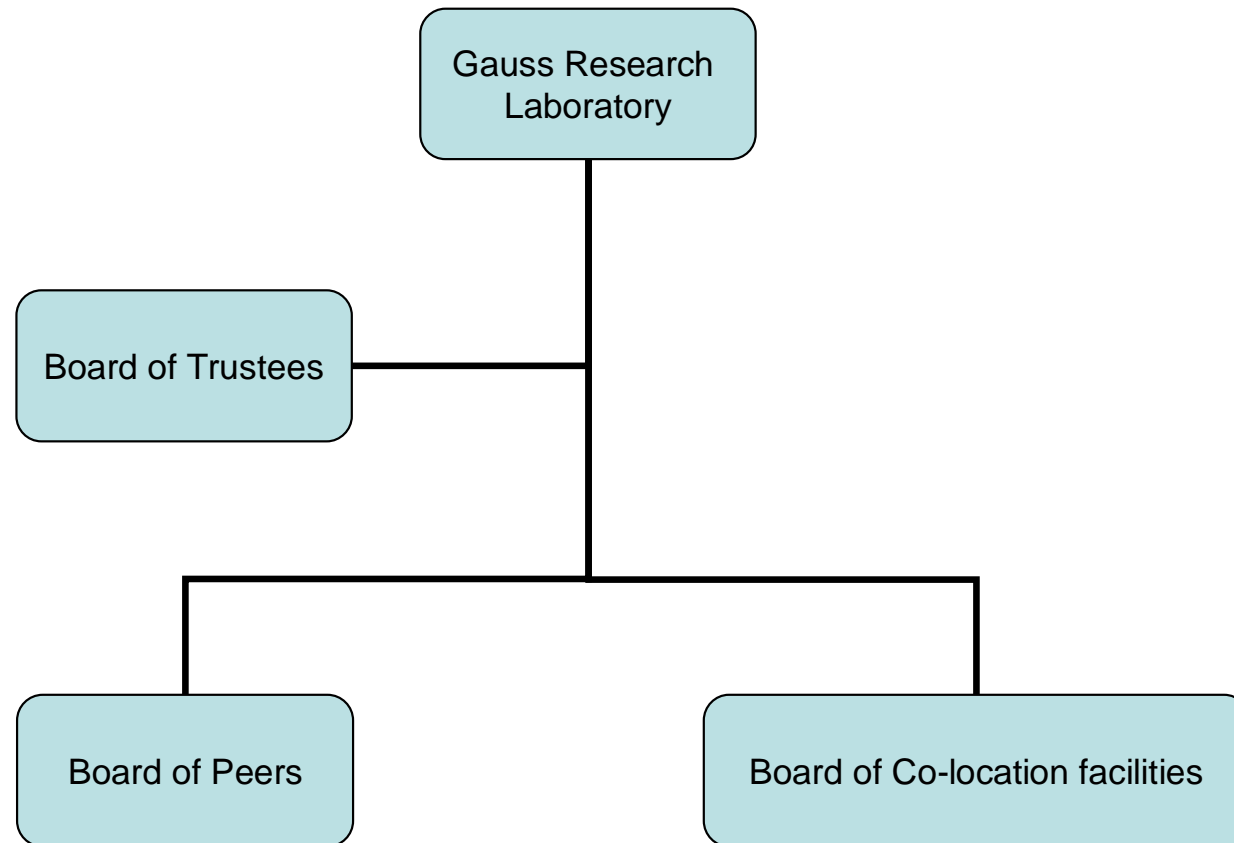 Gauss Research
Laboratory
Board of Trustees
Board of Peers
Board of Co-location facilities